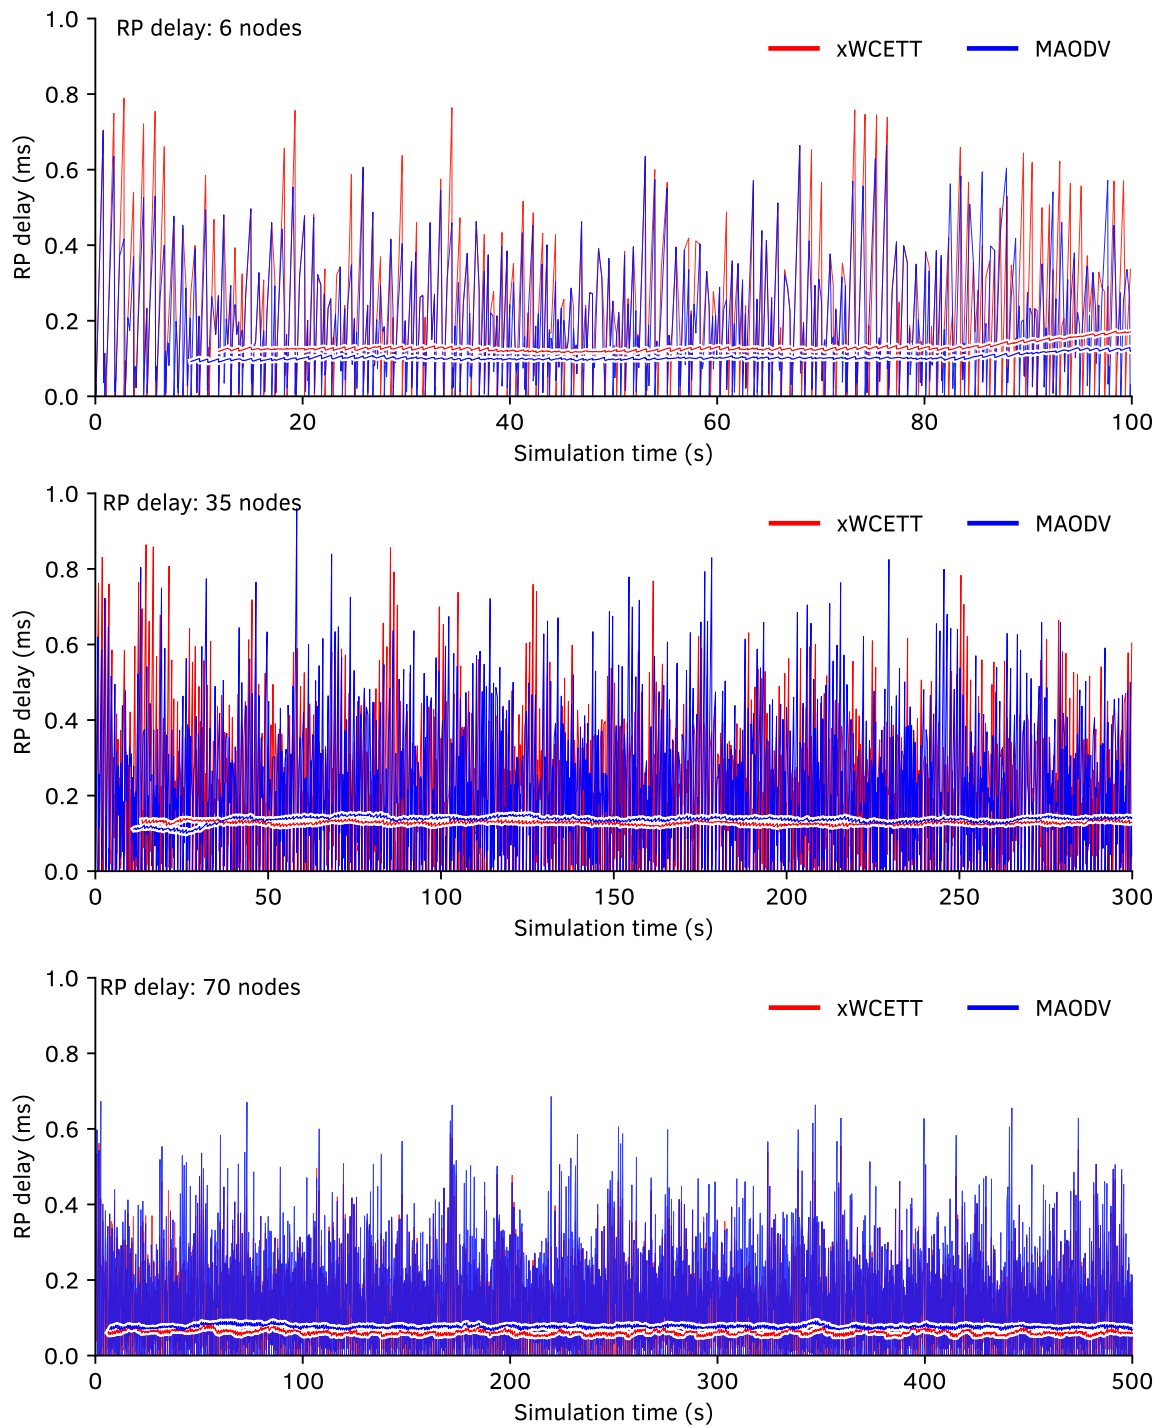 RP delay: 6 nodes
xWCETT
MAODV
RP delay (ms)
1.0
0.8
0.6
0.4
0.2
0.0
0 20 40 60 80 100
Simulation time (s)
RP delay: 35 nodes
xWCETT
MAODV
RP delay (ms)
1.0
0.8
0.6
0.4
0.2
0.0
0 50 100 150 200 250 300
Simulation time (s)
RP delay: 70 nodes
xWCETT
MAODV
RP delay (ms)
1.0
0.8
0.6
0.4
0.2
0.0
0 100 200 300 400 500
Simulation time (s)